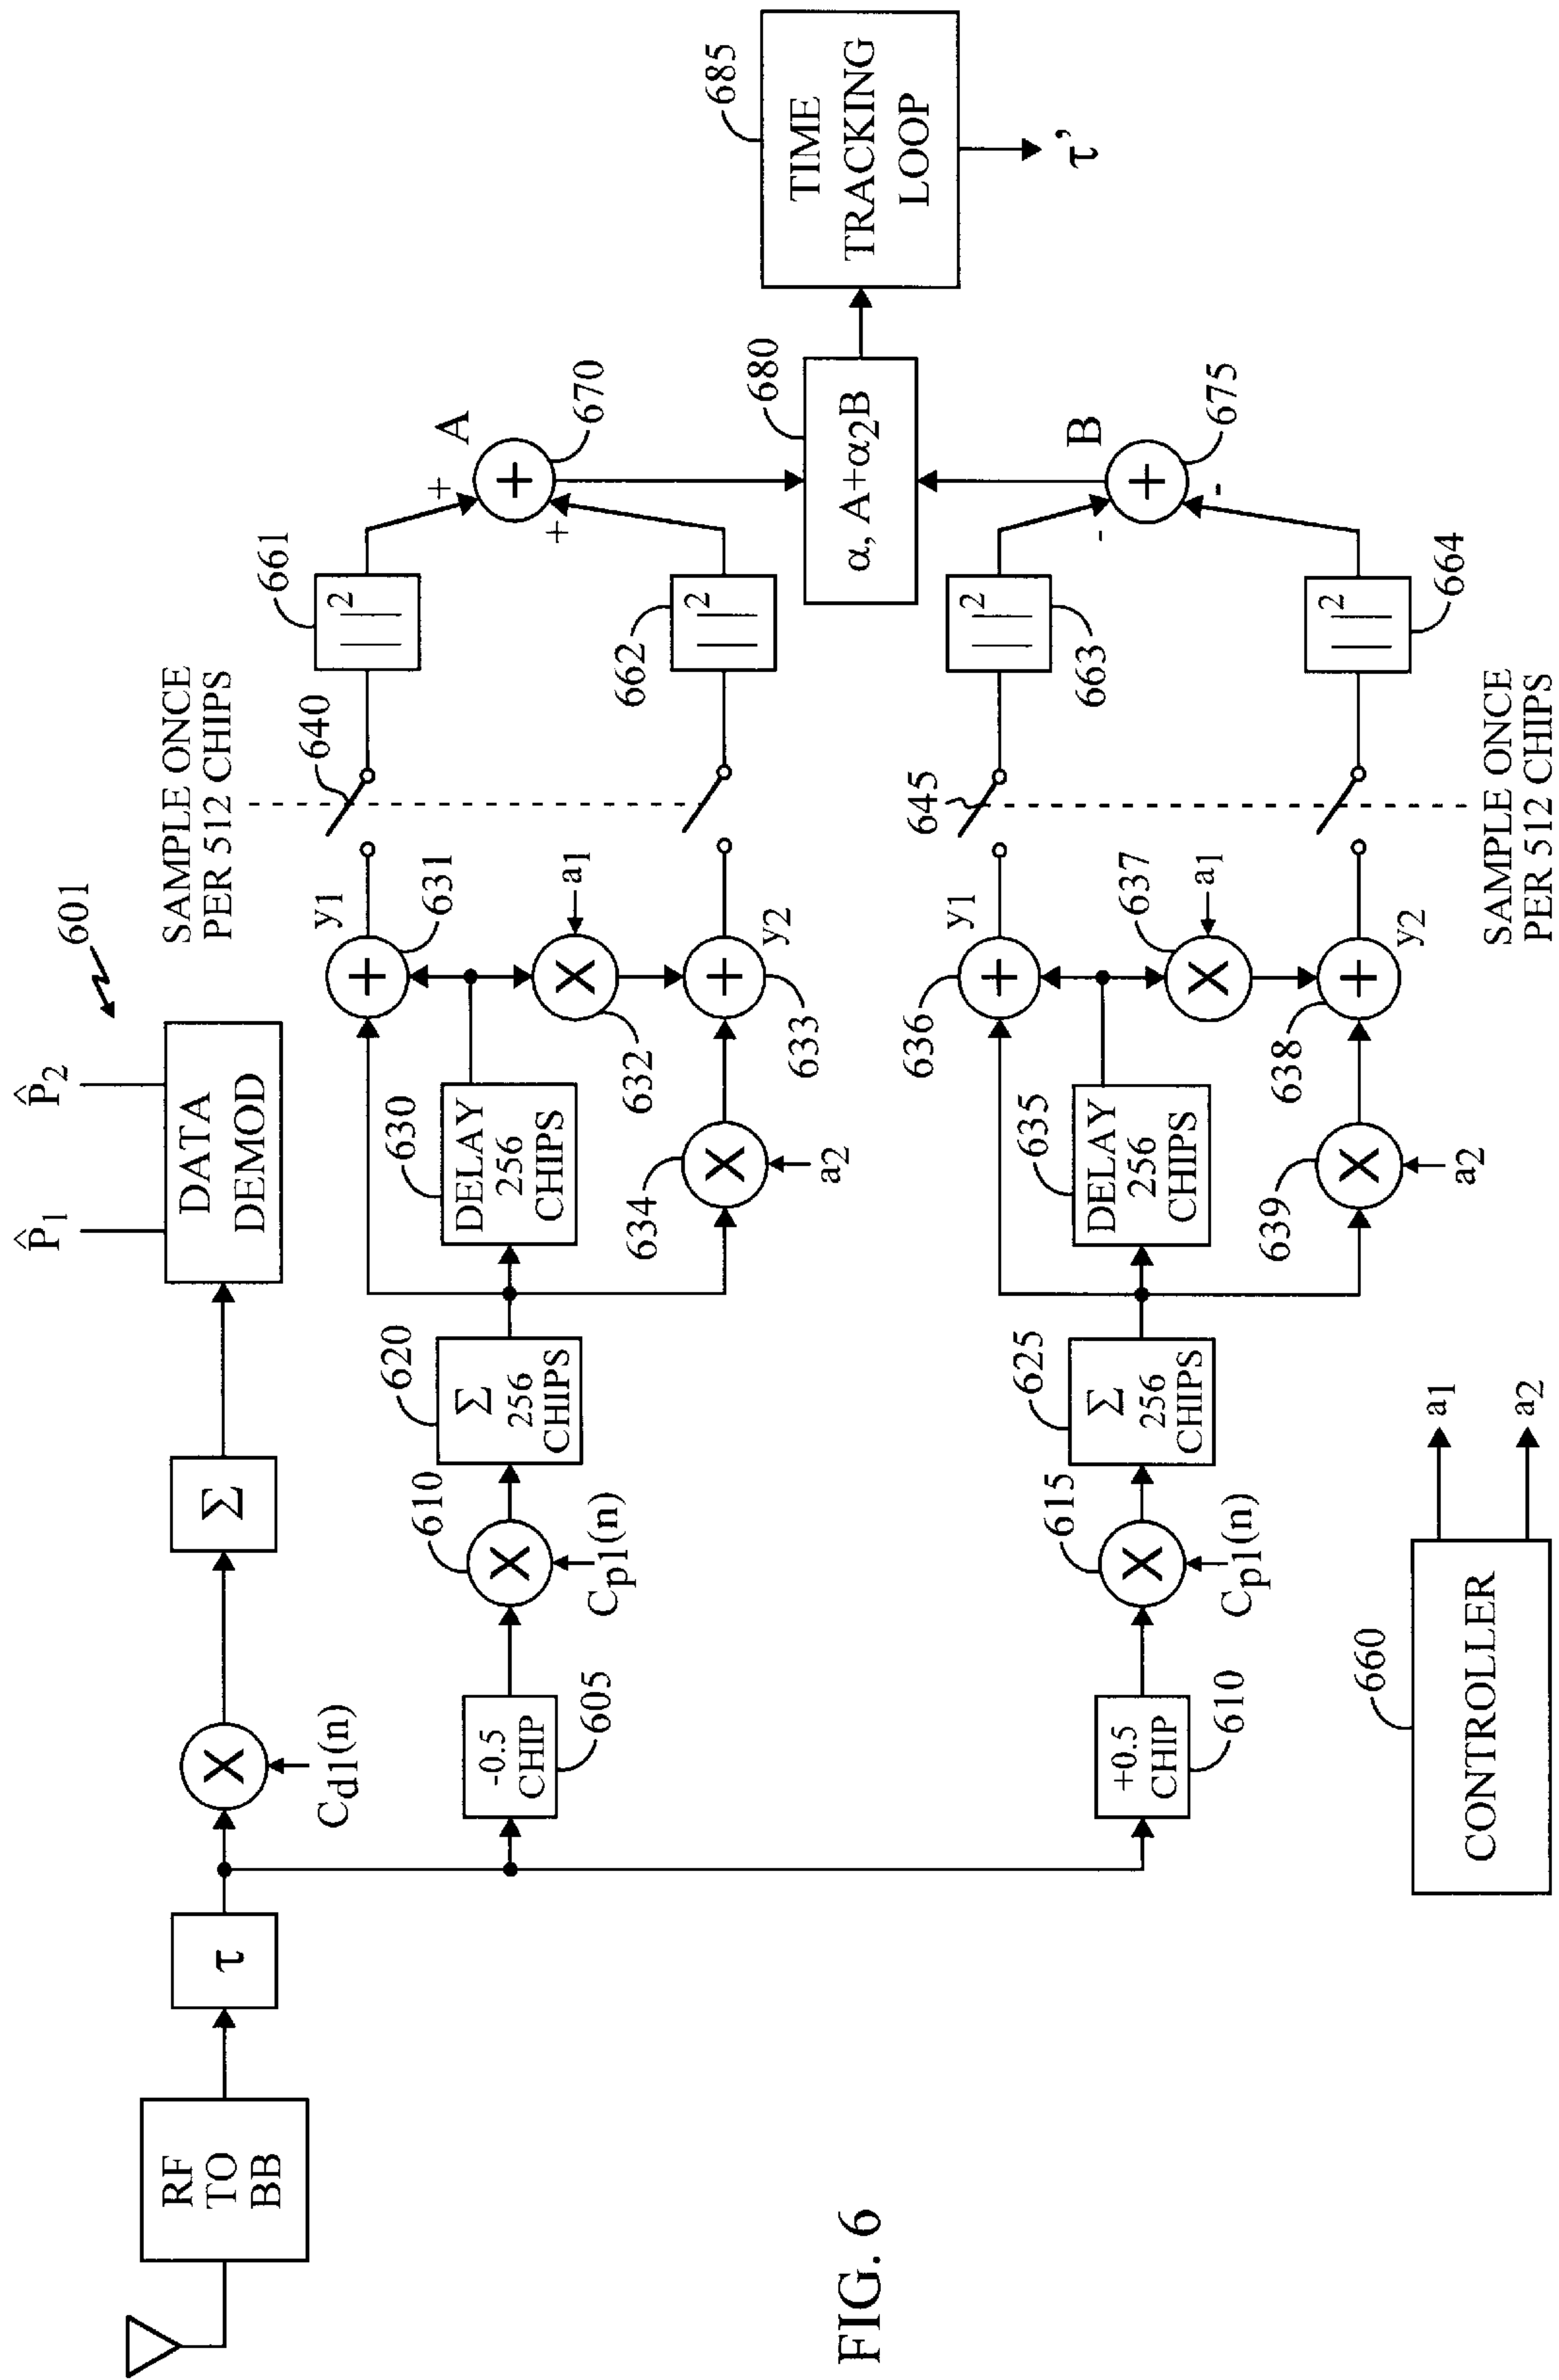 FIG. 6
601
RF
TO
BB
τ
X
Cd1(n)
Σ
DATA
DEMOD
P̂1
P̂2
-0.5
CHIP
605
X
610
Cp1(n)
Σ
256
CHIPS
620
DELAY
256
CHIPS
630
+
631
y1
X
632
a1
+
633
y2
X
634
a2
SAMPLE ONCE
PER 512 CHIPS
640
| |2
661
| |2
662
+
+
+
A
670
α, A+α2B
680
TIME
TRACKING
LOOP
685
τ'
+0.5
CHIP
610
X
615
Cp1(n)
Σ
256
CHIPS
625
DELAY
256
CHIPS
635
+
636
y1
X
637
a1
+
638
y2
X
639
a2
645
SAMPLE ONCE
PER 512 CHIPS
| |2
663
| |2
664
-
-
+
B
675
CONTROLLER
660
a1
a2